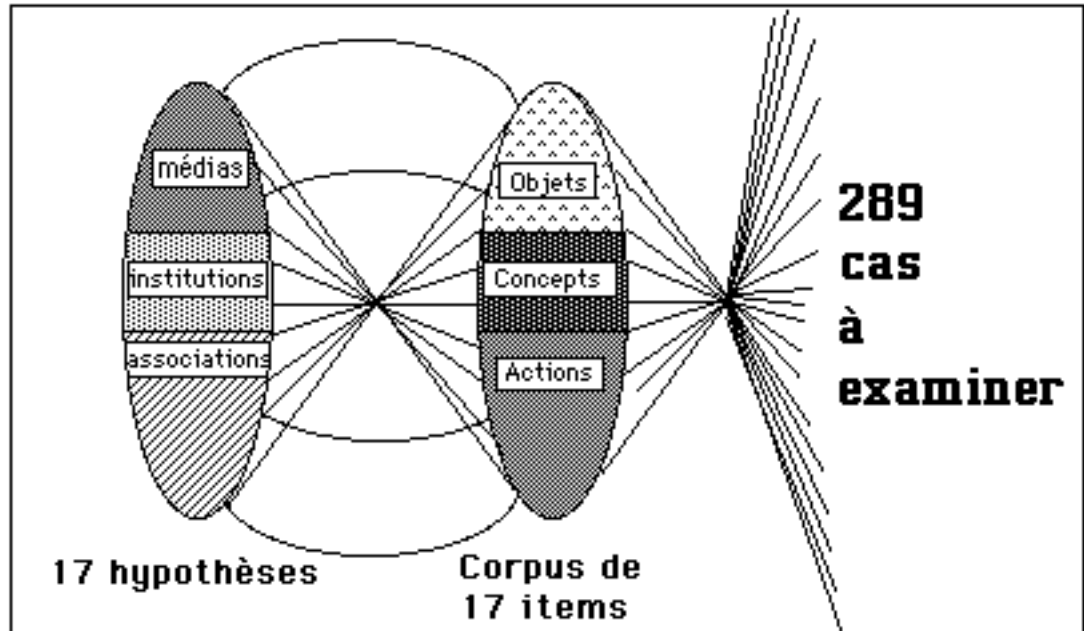 médias
institutions
associations
Objets
Concepts
Actions
289
cas
à
examiner
17 hypothèses
Corpus de
17 items